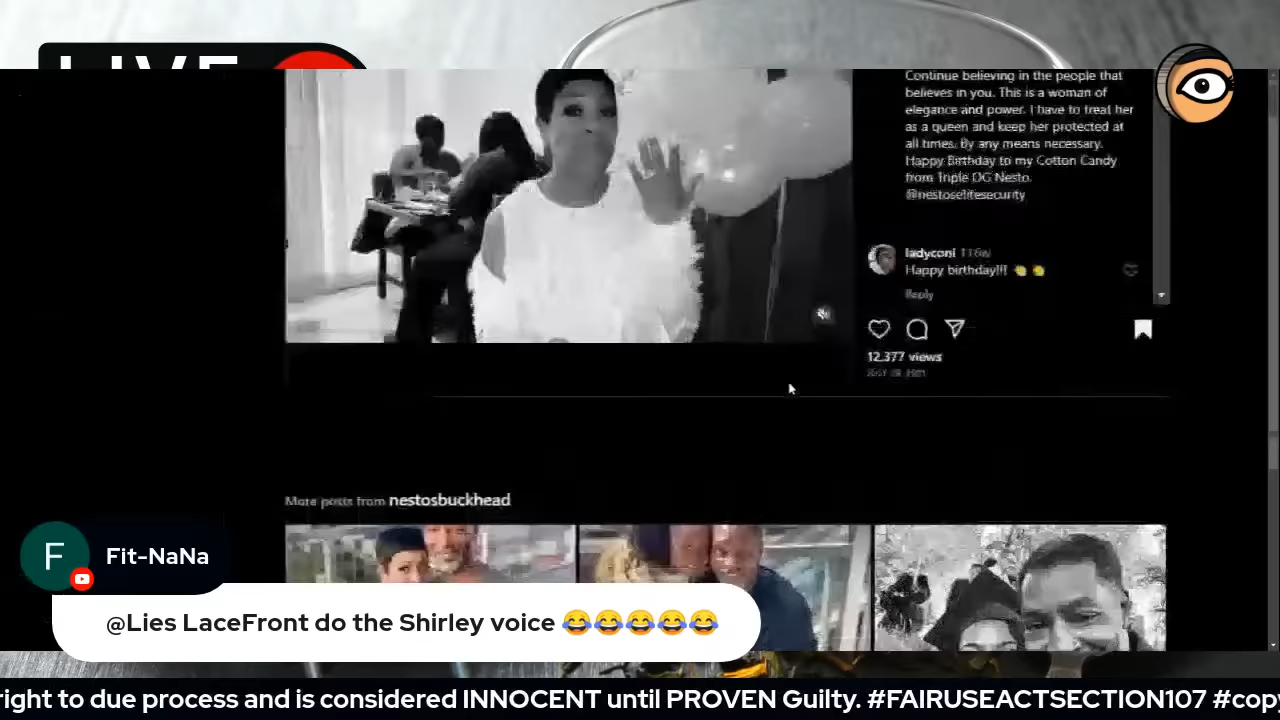 LIVE
Continue believing in the people that
believes in you. This is a woman of
elegance and power. I have to treat her
as a queen and keep her protected at
all times. By any means necessary.
Happy Birthday to my Cotton Candy
from Triple OG Nesto.
@nestoselitesecurity
ladyconi 116w
Happy birthday!!! 👏 👏
Reply
12,377 views
More posts from nestosbuckhead
F Fit-NaNa
@Lies LaceFront do the Shirley voice 😂😂😂😂😂
right to due process and is considered INNOCENT until PROVEN Guilty. #FAIRUSEACTSECTION107 #copy